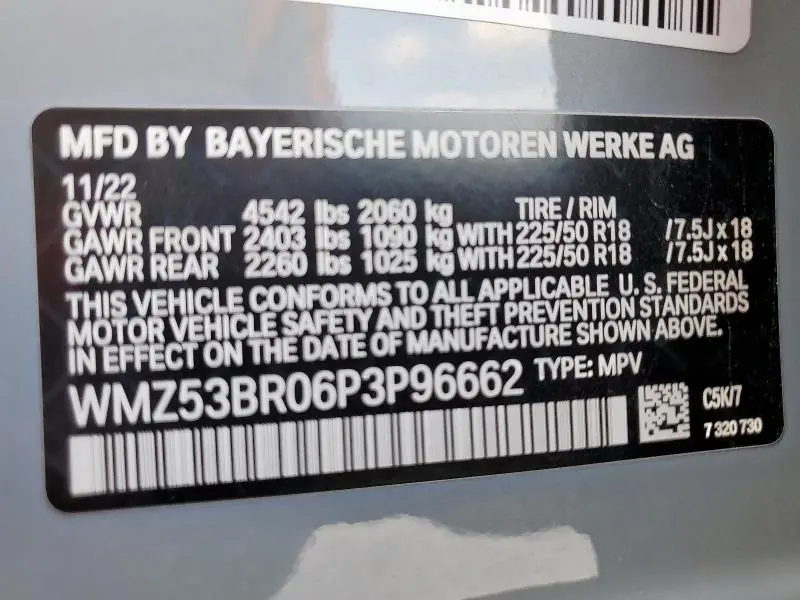 MFD BY BAYERISCHE MOTOREN WERKE AG
11/22
GVWR 4542 lbs 2060 kg TIRE / RIM
GAWR FRONT 2403 lbs 1090 kg WITH 225/50 R18 /7.5J x 18
GAWR REAR 2260 lbs 1025 kg WITH 225/50 R18 /7.5J x 18
THIS VEHICLE CONFORMS TO ALL APPLICABLE U. S. FEDERAL
MOTOR VEHICLE SAFETY AND THEFT PREVENTION STANDARDS
IN EFFECT ON THE DATE OF MANUFACTURE SHOWN ABOVE.
WMZ53BR06P3P96662 TYPE: MPV
C5K/7
7 320 730